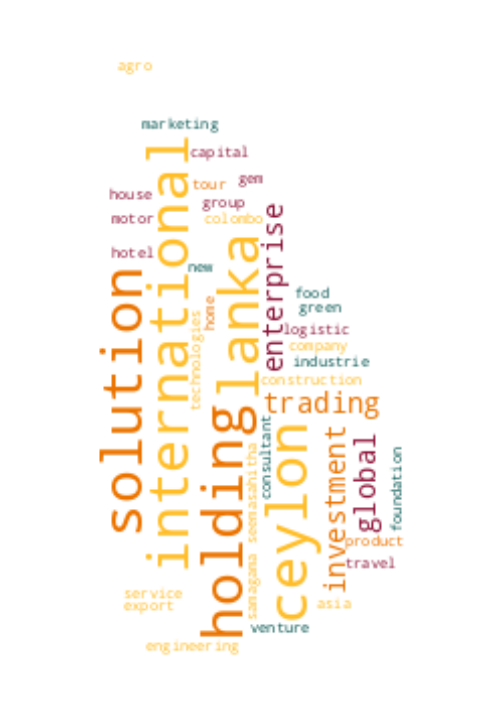 agro
marketing
international
capital
gem
tour
house
group
enterprise
motor
colombo
lanka
hotel
new
solution
food
home
green
technologies
logistic
company
industrie
construction
trading
holding
consultant
ceylon
investment
global
seemasahitha
foundation
product
samagama
travel
service
export
asia
venture
engineering